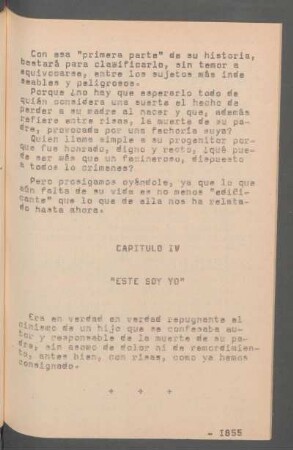 Con esa "primera parte" de su historia,
bastará para clasificarlo, sin temor a
equivocarse, entre los sujetos más inde
seables y peligrosos.
Porque ¿no hay que esperarlo todo de
quién considera una suerte el hecho de
perder a su madre al nacer y que, además
refiere entre risas, la muerte de su pa-
dre, provocada por una fechoría suya?
Quien llame simple a su progenitor por-
que fué honrado, digno y recto, ¿qué pue-
de ser más que un facineroso, dispuesto
a todos lo crímenes?
Pero prosigamos oyéndole, ya que lo que
aún falta de su vida es no menos "edifi-
cante" que lo que de ella nos ha relata-
do hasta ahora.
CAPITULO IV
"ESTE SOY YO"
Era en verdad en verdad repugnante el
cinismo de un hijo que se confesaba au-
tor y responsable de la muerte de su pa-
dre, sin asomo de dolor ni de remordimien-
to; antes bien, con risas, como ya hemos
consignado.
+ + +
- 1655